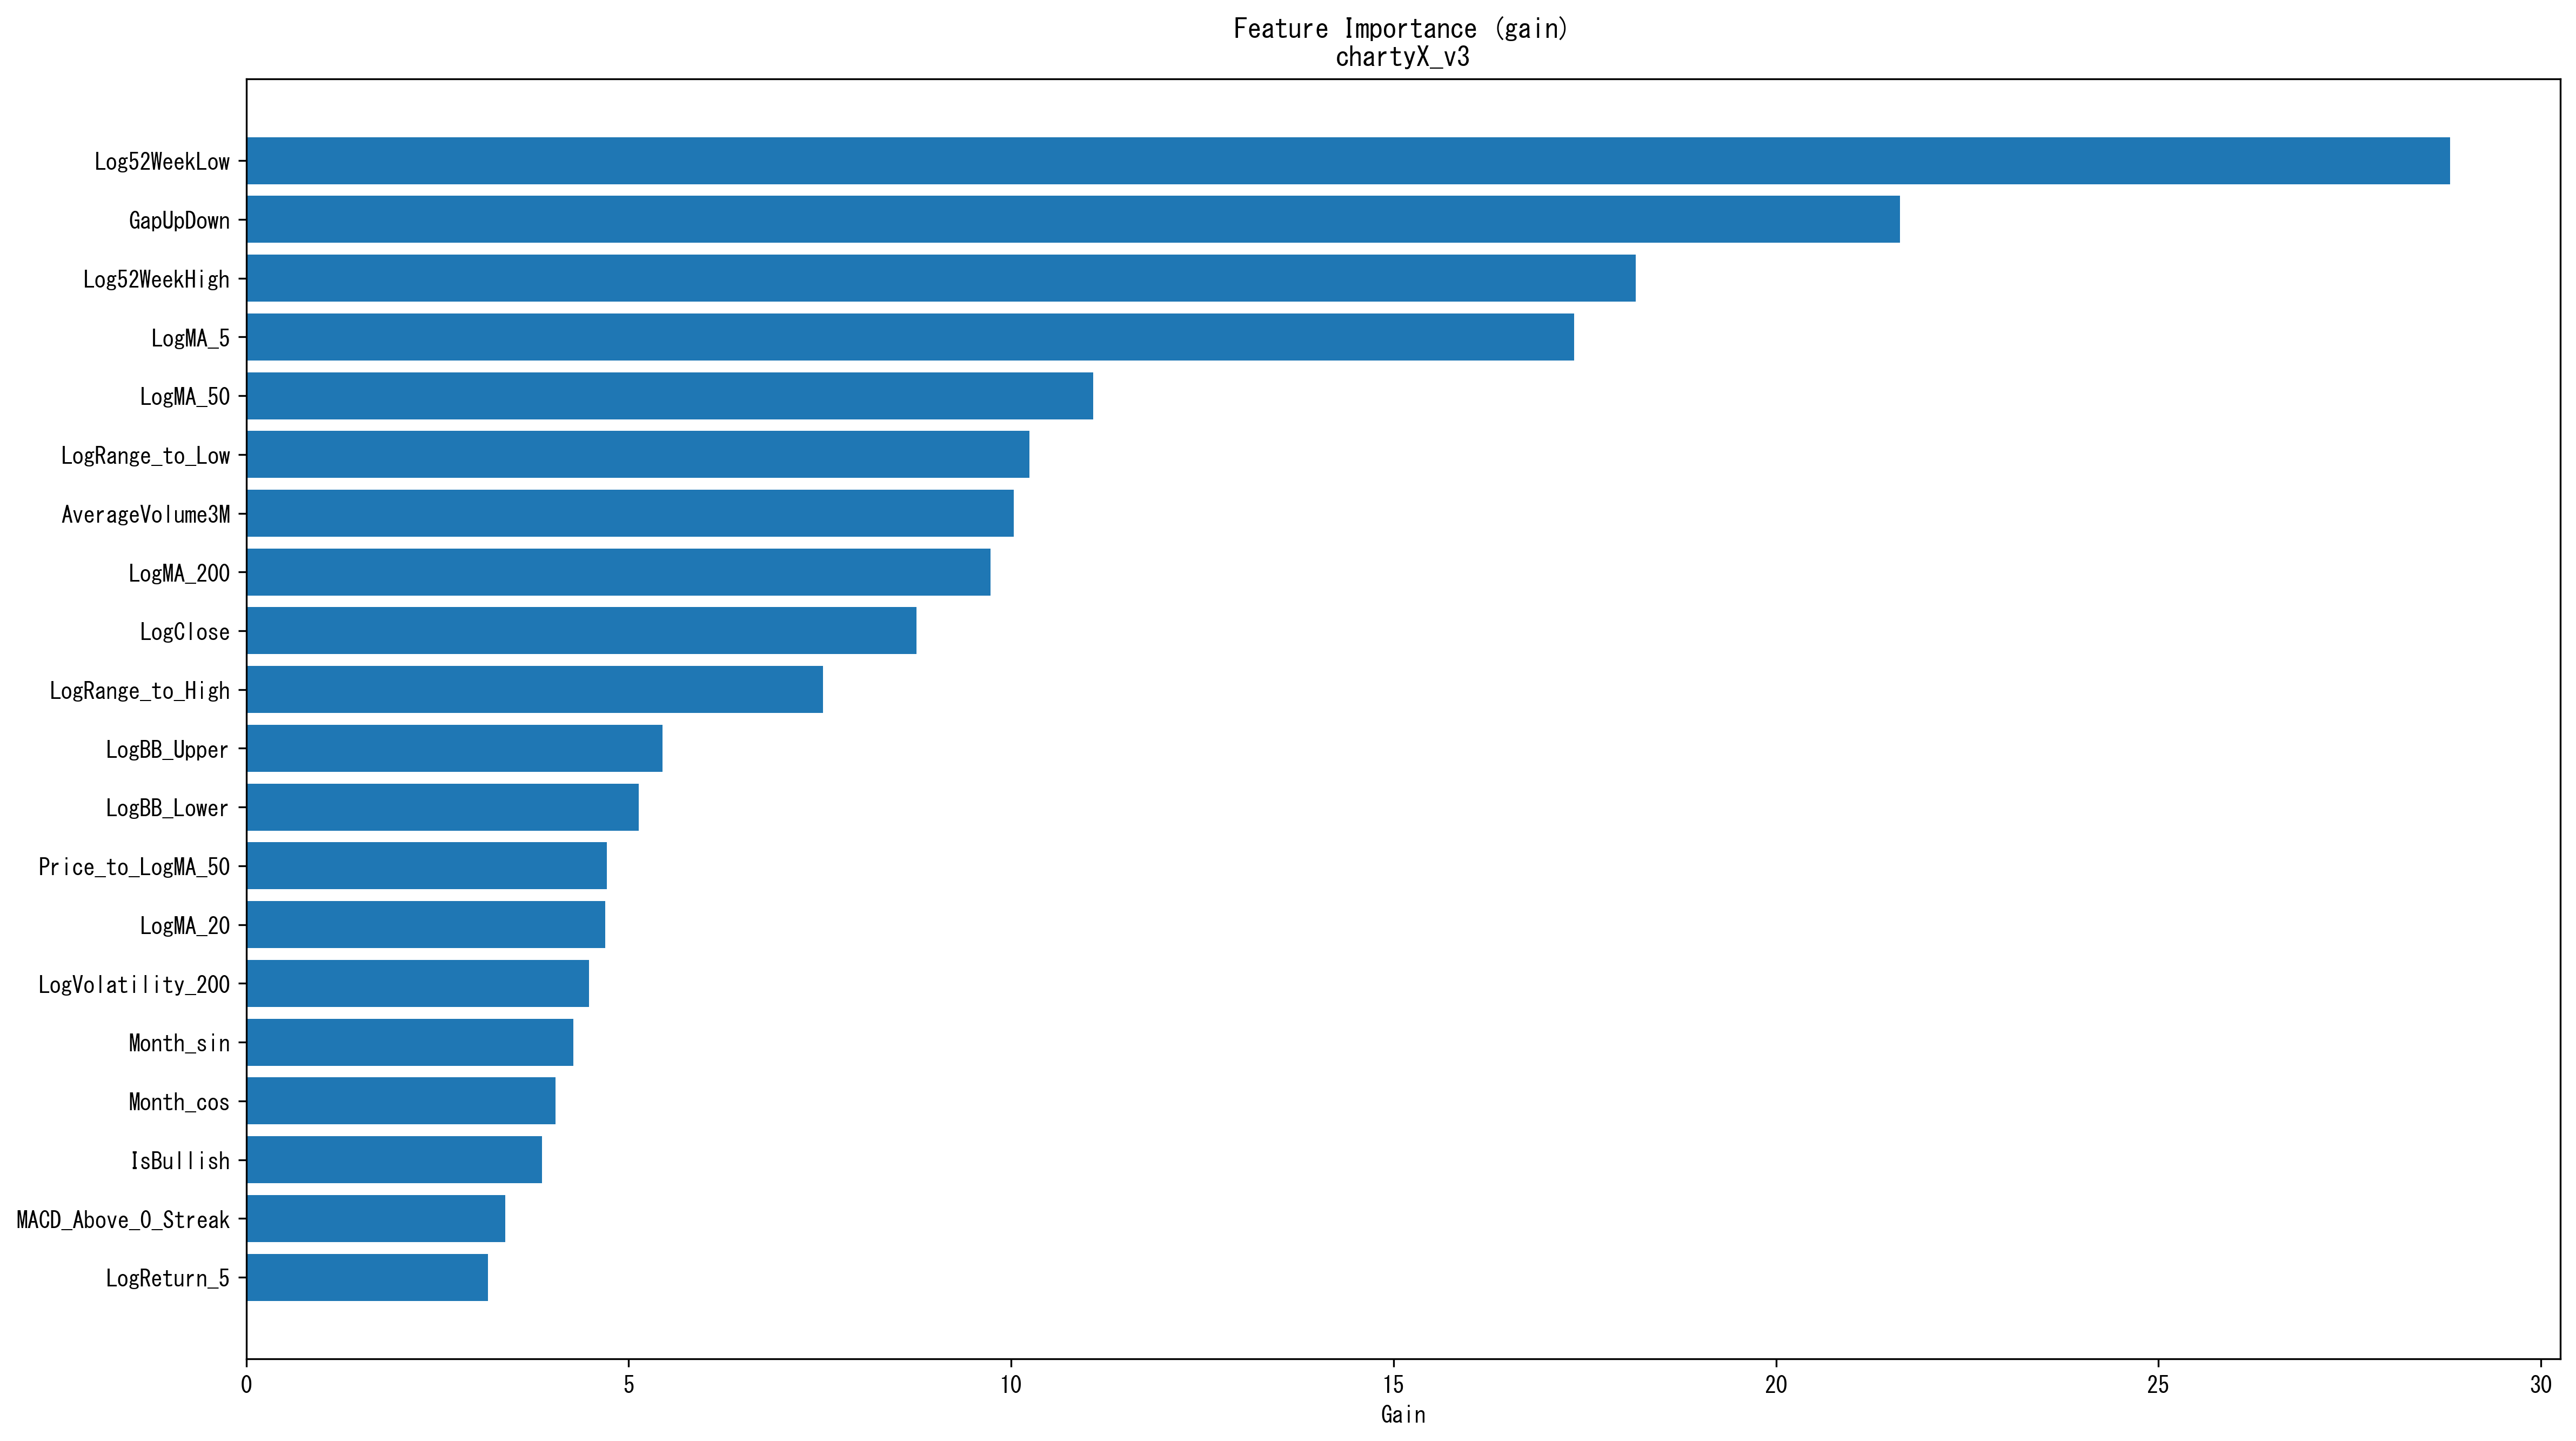 Feature Importance (gain)
chartyX_v3
Log52WeekLow
GapUpDown
Log52WeekHigh
LogMA_5
LogMA_50
LogRange_to_Low
AverageVolume3M
LogMA_200
LogClose
LogRange_to_High
LogBB_Upper
LogBB_Lower
Price_to_LogMA_50
LogMA_20
LogVolatility_200
Month_sin
Month_cos
IsBullish
MACD_Above_0_Streak
LogReturn_5
0 5 10 15 20 25 30
Gain